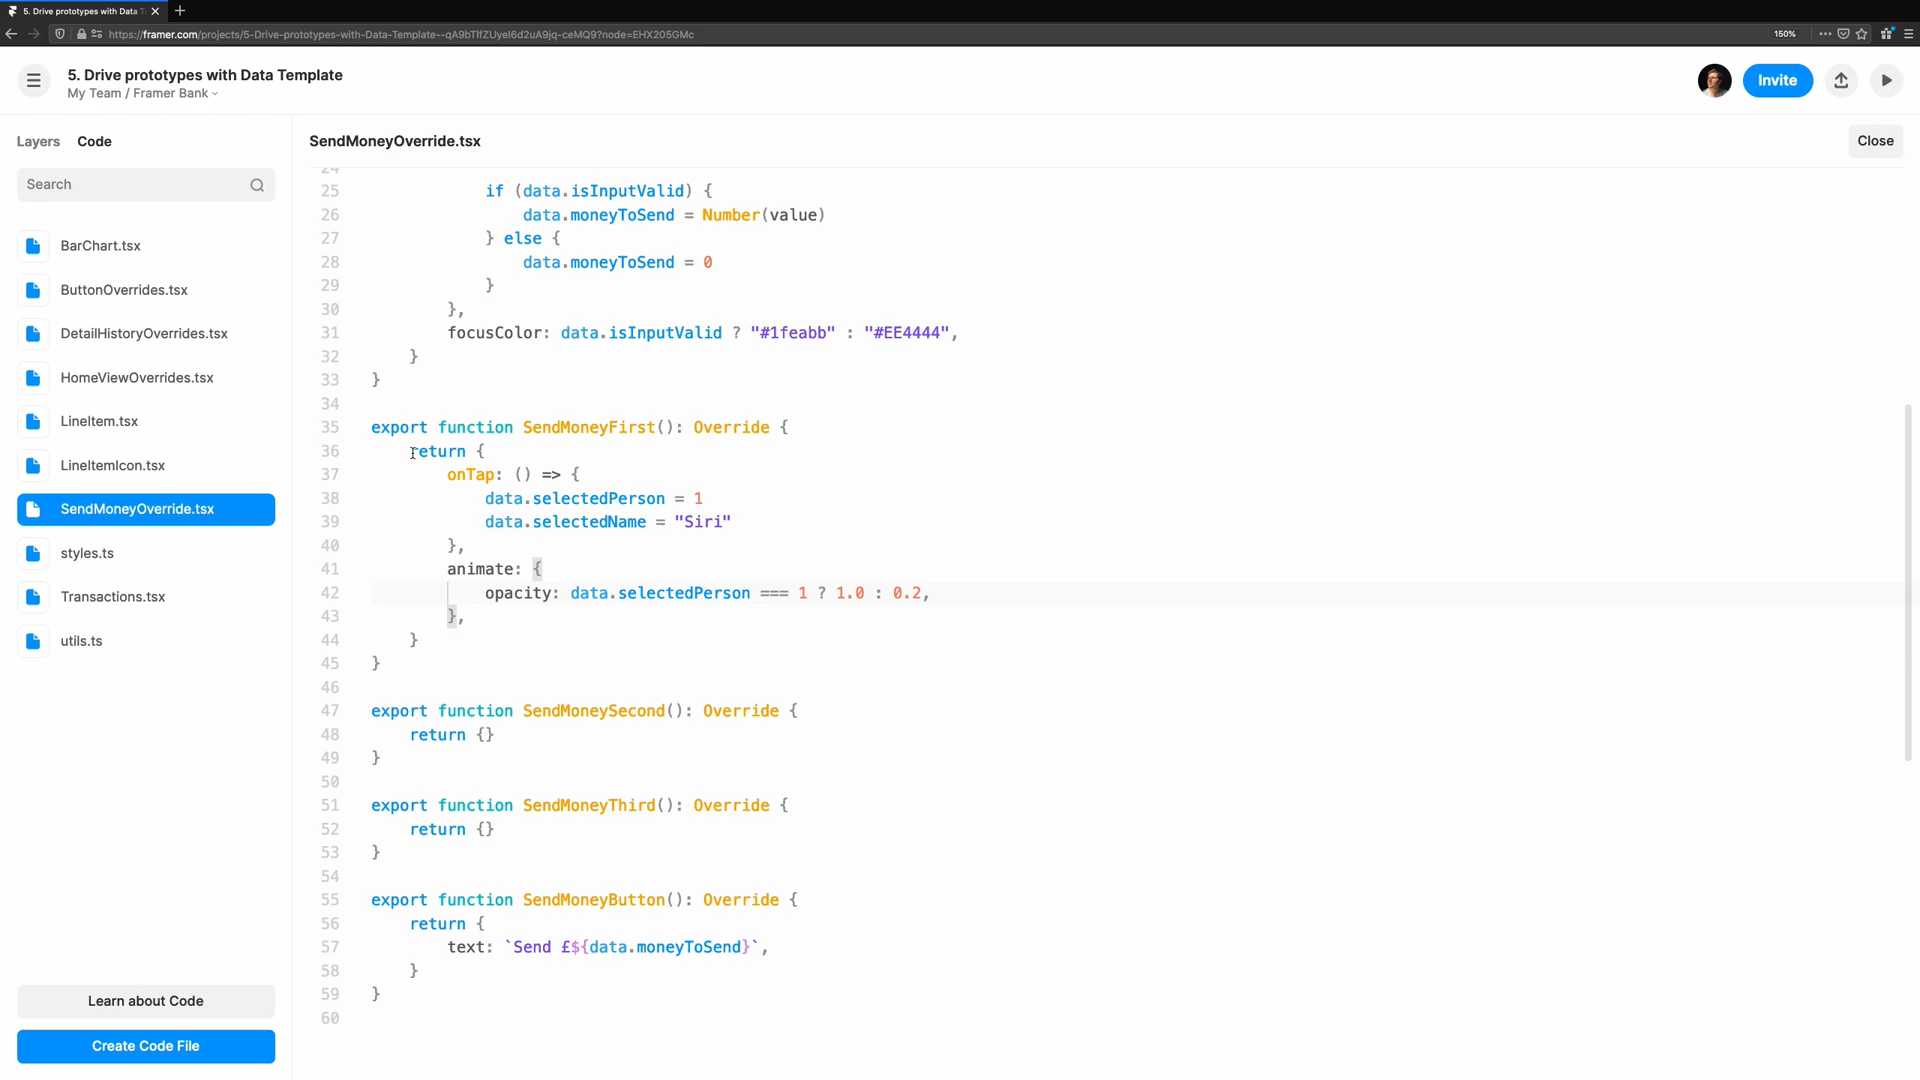 5. Drive prototypes with Data T
https://framer.com/projects/5-Drive-prototypes-with-Data-Template--qA9bTlfZUyel6d2uA9jq-ceMQ9?node=EHX205GMc
150%
5. Drive prototypes with Data Template
My Team / Framer Bank
Invite
Layers
Code
SendMoneyOverride.tsx
Close
Search
BarChart.tsx
ButtonOverrides.tsx
DetailHistoryOverrides.tsx
HomeViewOverrides.tsx
LineItem.tsx
LineItemIcon.tsx
SendMoneyOverride.tsx
styles.ts
Transactions.tsx
utils.ts
Learn about Code
Create Code File
24
25 if (data.isInputValid) {
26 data.moneyToSend = Number(value)
27 } else {
28 data.moneyToSend = 0
29 }
30 },
31 focusColor: data.isInputValid ? "#1feabb" : "#EE4444",
32 }
33 }
34
35 export function SendMoneyFirst(): Override {
36 return {
37 onTap: () => {
38 data.selectedPerson = 1
39 data.selectedName = "Siri"
40 },
41 animate: {
42 opacity: data.selectedPerson === 1 ? 1.0 : 0.2,
43 },
44 }
45 }
46
47 export function SendMoneySecond(): Override {
48 return {}
49 }
50
51 export function SendMoneyThird(): Override {
52 return {}
53 }
54
55 export function SendMoneyButton(): Override {
56 return {
57 text: `Send £${data.moneyToSend}`,
58 }
59 }
60